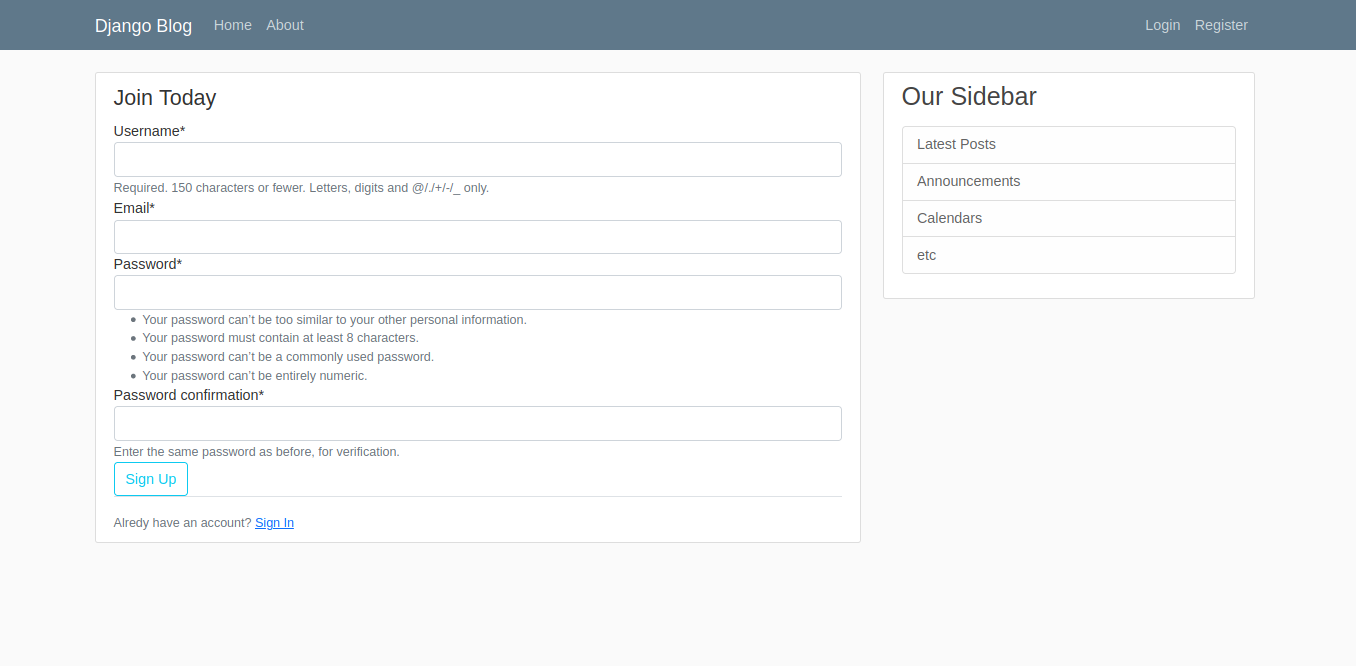 Django Blog Home About Login Register
Join Today
Username*
Required. 150 characters or fewer. Letters, digits and @/./+/-/_ only.
Email*
Password*
Your password can’t be too similar to your other personal information.
Your password must contain at least 8 characters.
Your password can’t be a commonly used password.
Your password can’t be entirely numeric.
Password confirmation*
Enter the same password as before, for verification.
Sign Up
Alredy have an account? Sign In
Our Sidebar
Latest Posts
Announcements
Calendars
etc